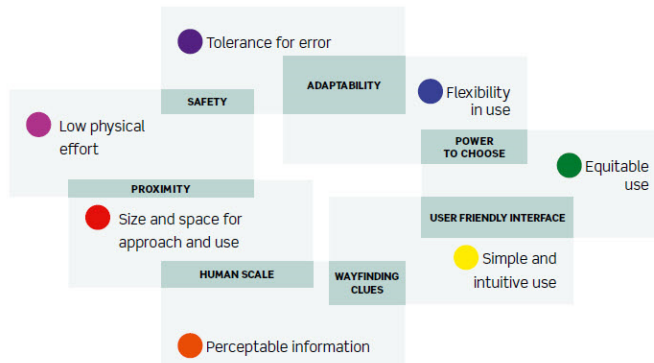 Tolerance for error
ADAPTABILITY
SAFETY
Flexibility
in use
Low physical
effort
POWER
TO CHOOSE
Equitable
use
PROXIMITY
Size and space for
approach and use
USER FRIENDLY INTERFACE
Simple and
intuitive use
HUMAN SCALE
WAYFINDING
CLUES
Perceptable information